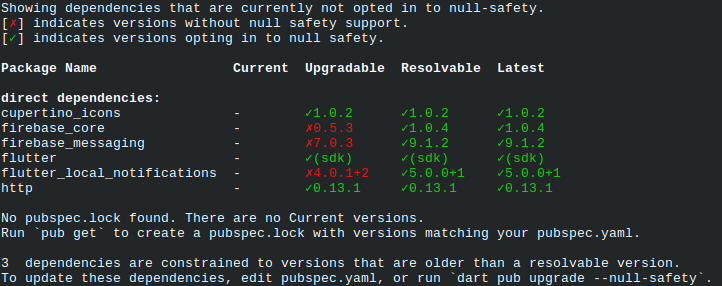 Showing dependencies that are currently not opted in to null-safety.
[✗] indicates versions without null safety support.
[✓] indicates versions opting in to null safety.
Package Name Current Upgradable Resolvable Latest
direct dependencies:
cupertino_icons - ✓1.0.2 ✓1.0.2 ✓1.0.2
firebase_core - ✗0.5.3 ✓1.0.4 ✓1.0.4
firebase_messaging - ✗7.0.3 ✓9.1.2 ✓9.1.2
flutter - ✓(sdk) ✓(sdk) ✓(sdk)
flutter_local_notifications - ✗4.0.1+2 ✓5.0.0+1 ✓5.0.0+1
http - ✓0.13.1 ✓0.13.1 ✓0.13.1
No pubspec.lock found. There are no Current versions.
Run `pub get` to create a pubspec.lock with versions matching your pubspec.yaml.
3 dependencies are constrained to versions that are older than a resolvable version.
To update these dependencies, edit pubspec.yaml, or run `dart pub upgrade --null-safety`.